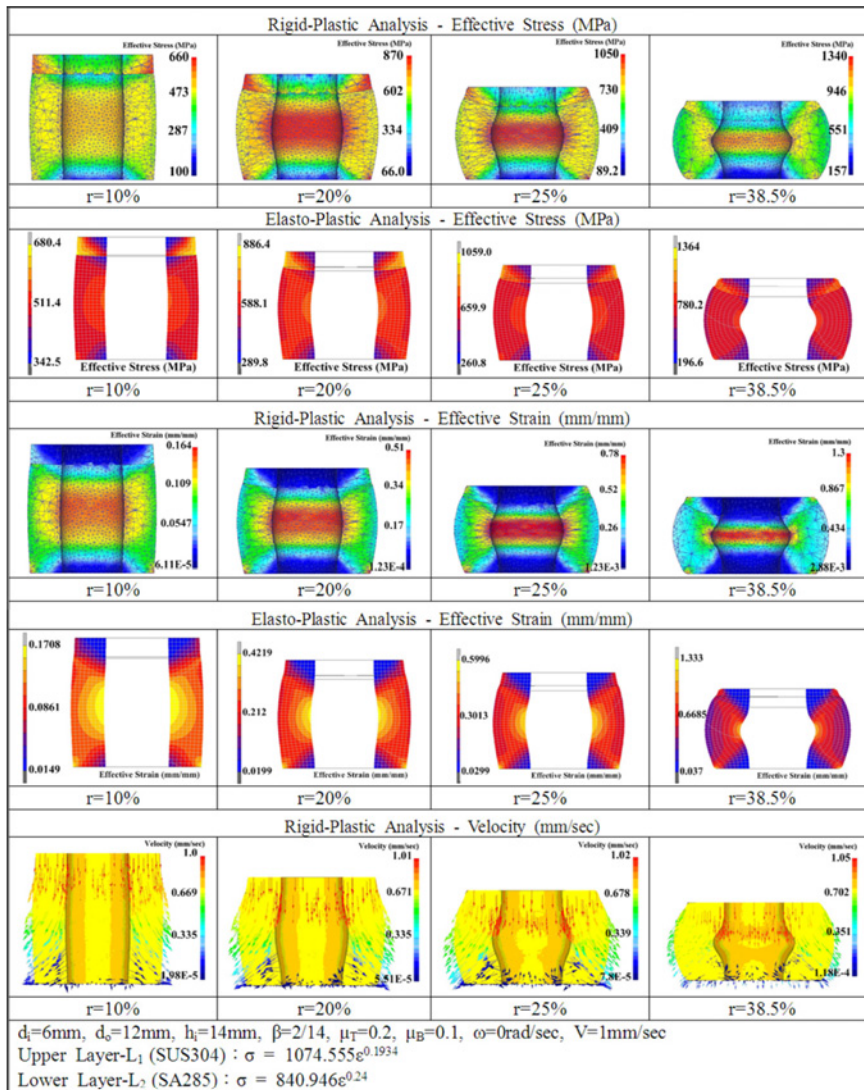 Rigid-Plastic Analysis - Effective Stress (MPa)
Effective Stress (MPa) Effective Stress (MPa) Effective Stress (MPa) Effective Stress (MPa)
660 870 1050 1340
473 602 730 946
287 334 409 551
100 66.0 89.2 157
r=10% r=20% r=25% r=38.5%
Elasto-Plastic Analysis - Effective Stress (MPa)
680.4 886.4 1059.0 1364
511.4 588.1 659.9 780.2
342.5 289.8 260.8 196.6
Effective Stress (MPa) Effective Stress (MPa) Effective Stress (MPa) Effective Stress (MPa)
r=10% r=20% r=25% r=38.5%
Rigid-Plastic Analysis - Effective Strain (mm/mm)
Effective Strain (mm/mm) Effective Strain (mm/mm) Effective Strain (mm/mm) Effective Strain (mm/mm)
0.164 0.51 0.78 1.3
0.109 0.34 0.52 0.867
0.0547 0.17 0.26 0.434
6.11E-5 1.23E-4 1.23E-3 2.88E-3
r=10% r=20% r=25% r=38.5%
Elasto-Plastic Analysis - Effective Strain (mm/mm)
0.1708 0.4219 0.5996 1.333
0.0861 0.212 0.3013 0.6685
0.0149 0.0199 0.0299 0.037
Effective Strain (mm/mm) Effective Strain (mm/mm) Effective Strain (mm/mm) Effective Strain (mm/mm)
r=10% r=20% r=25% r=38.5%
Rigid-Plastic Analysis - Velocity (mm/sec)
Velocity (mm/sec) Velocity (mm/sec) Velocity (mm/sec) Velocity (mm/sec)
1.0 1.01 1.02 1.05
0.669 0.671 0.678 0.702
0.335 0.335 0.339 0.351
1.98E-5 5.51E-5 7.8E-5 1.18E-4
r=10% r=20% r=25% r=38.5%
dᵢ=6mm, dₒ=12mm, hᵢ=14mm, β=2/14, μ_T=0.2, μ_B=0.1, ω=0rad/sec, V=1mm/sec
Upper Layer-L₁ (SUS304) : σ = 1074.555ε^0.1934
Lower Layer-L₂ (SA285) : σ = 840.946ε^0.24